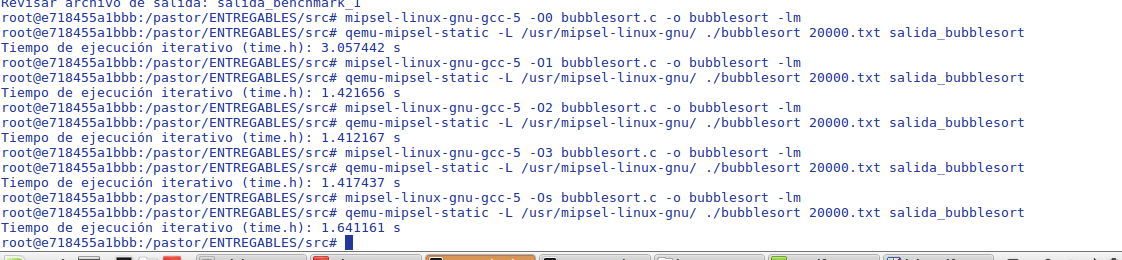 Revisar archivo de salida: salida_benchmark_1
root@e718455a1bbb:/pastor/ENTREGABLES/src# mipsel-linux-gnu-gcc-5 -O0 bubblesort.c -o bubblesort -lm
root@e718455a1bbb:/pastor/ENTREGABLES/src# qemu-mipsel-static -L /usr/mipsel-linux-gnu/ ./bubblesort 20000.txt salida_bubblesort
Tiempo de ejecución iterativo (time.h): 3.057442 s
root@e718455a1bbb:/pastor/ENTREGABLES/src# mipsel-linux-gnu-gcc-5 -O1 bubblesort.c -o bubblesort -lm
root@e718455a1bbb:/pastor/ENTREGABLES/src# qemu-mipsel-static -L /usr/mipsel-linux-gnu/ ./bubblesort 20000.txt salida_bubblesort
Tiempo de ejecución iterativo (time.h): 1.421656 s
root@e718455a1bbb:/pastor/ENTREGABLES/src# mipsel-linux-gnu-gcc-5 -O2 bubblesort.c -o bubblesort -lm
root@e718455a1bbb:/pastor/ENTREGABLES/src# qemu-mipsel-static -L /usr/mipsel-linux-gnu/ ./bubblesort 20000.txt salida_bubblesort
Tiempo de ejecución iterativo (time.h): 1.412167 s
root@e718455a1bbb:/pastor/ENTREGABLES/src# mipsel-linux-gnu-gcc-5 -O3 bubblesort.c -o bubblesort -lm
root@e718455a1bbb:/pastor/ENTREGABLES/src# qemu-mipsel-static -L /usr/mipsel-linux-gnu/ ./bubblesort 20000.txt salida_bubblesort
Tiempo de ejecución iterativo (time.h): 1.417437 s
root@e718455a1bbb:/pastor/ENTREGABLES/src# mipsel-linux-gnu-gcc-5 -Os bubblesort.c -o bubblesort -lm
root@e718455a1bbb:/pastor/ENTREGABLES/src# qemu-mipsel-static -L /usr/mipsel-linux-gnu/ ./bubblesort 20000.txt salida_bubblesort
Tiempo de ejecución iterativo (time.h): 1.641161 s
root@e718455a1bbb:/pastor/ENTREGABLES/src#